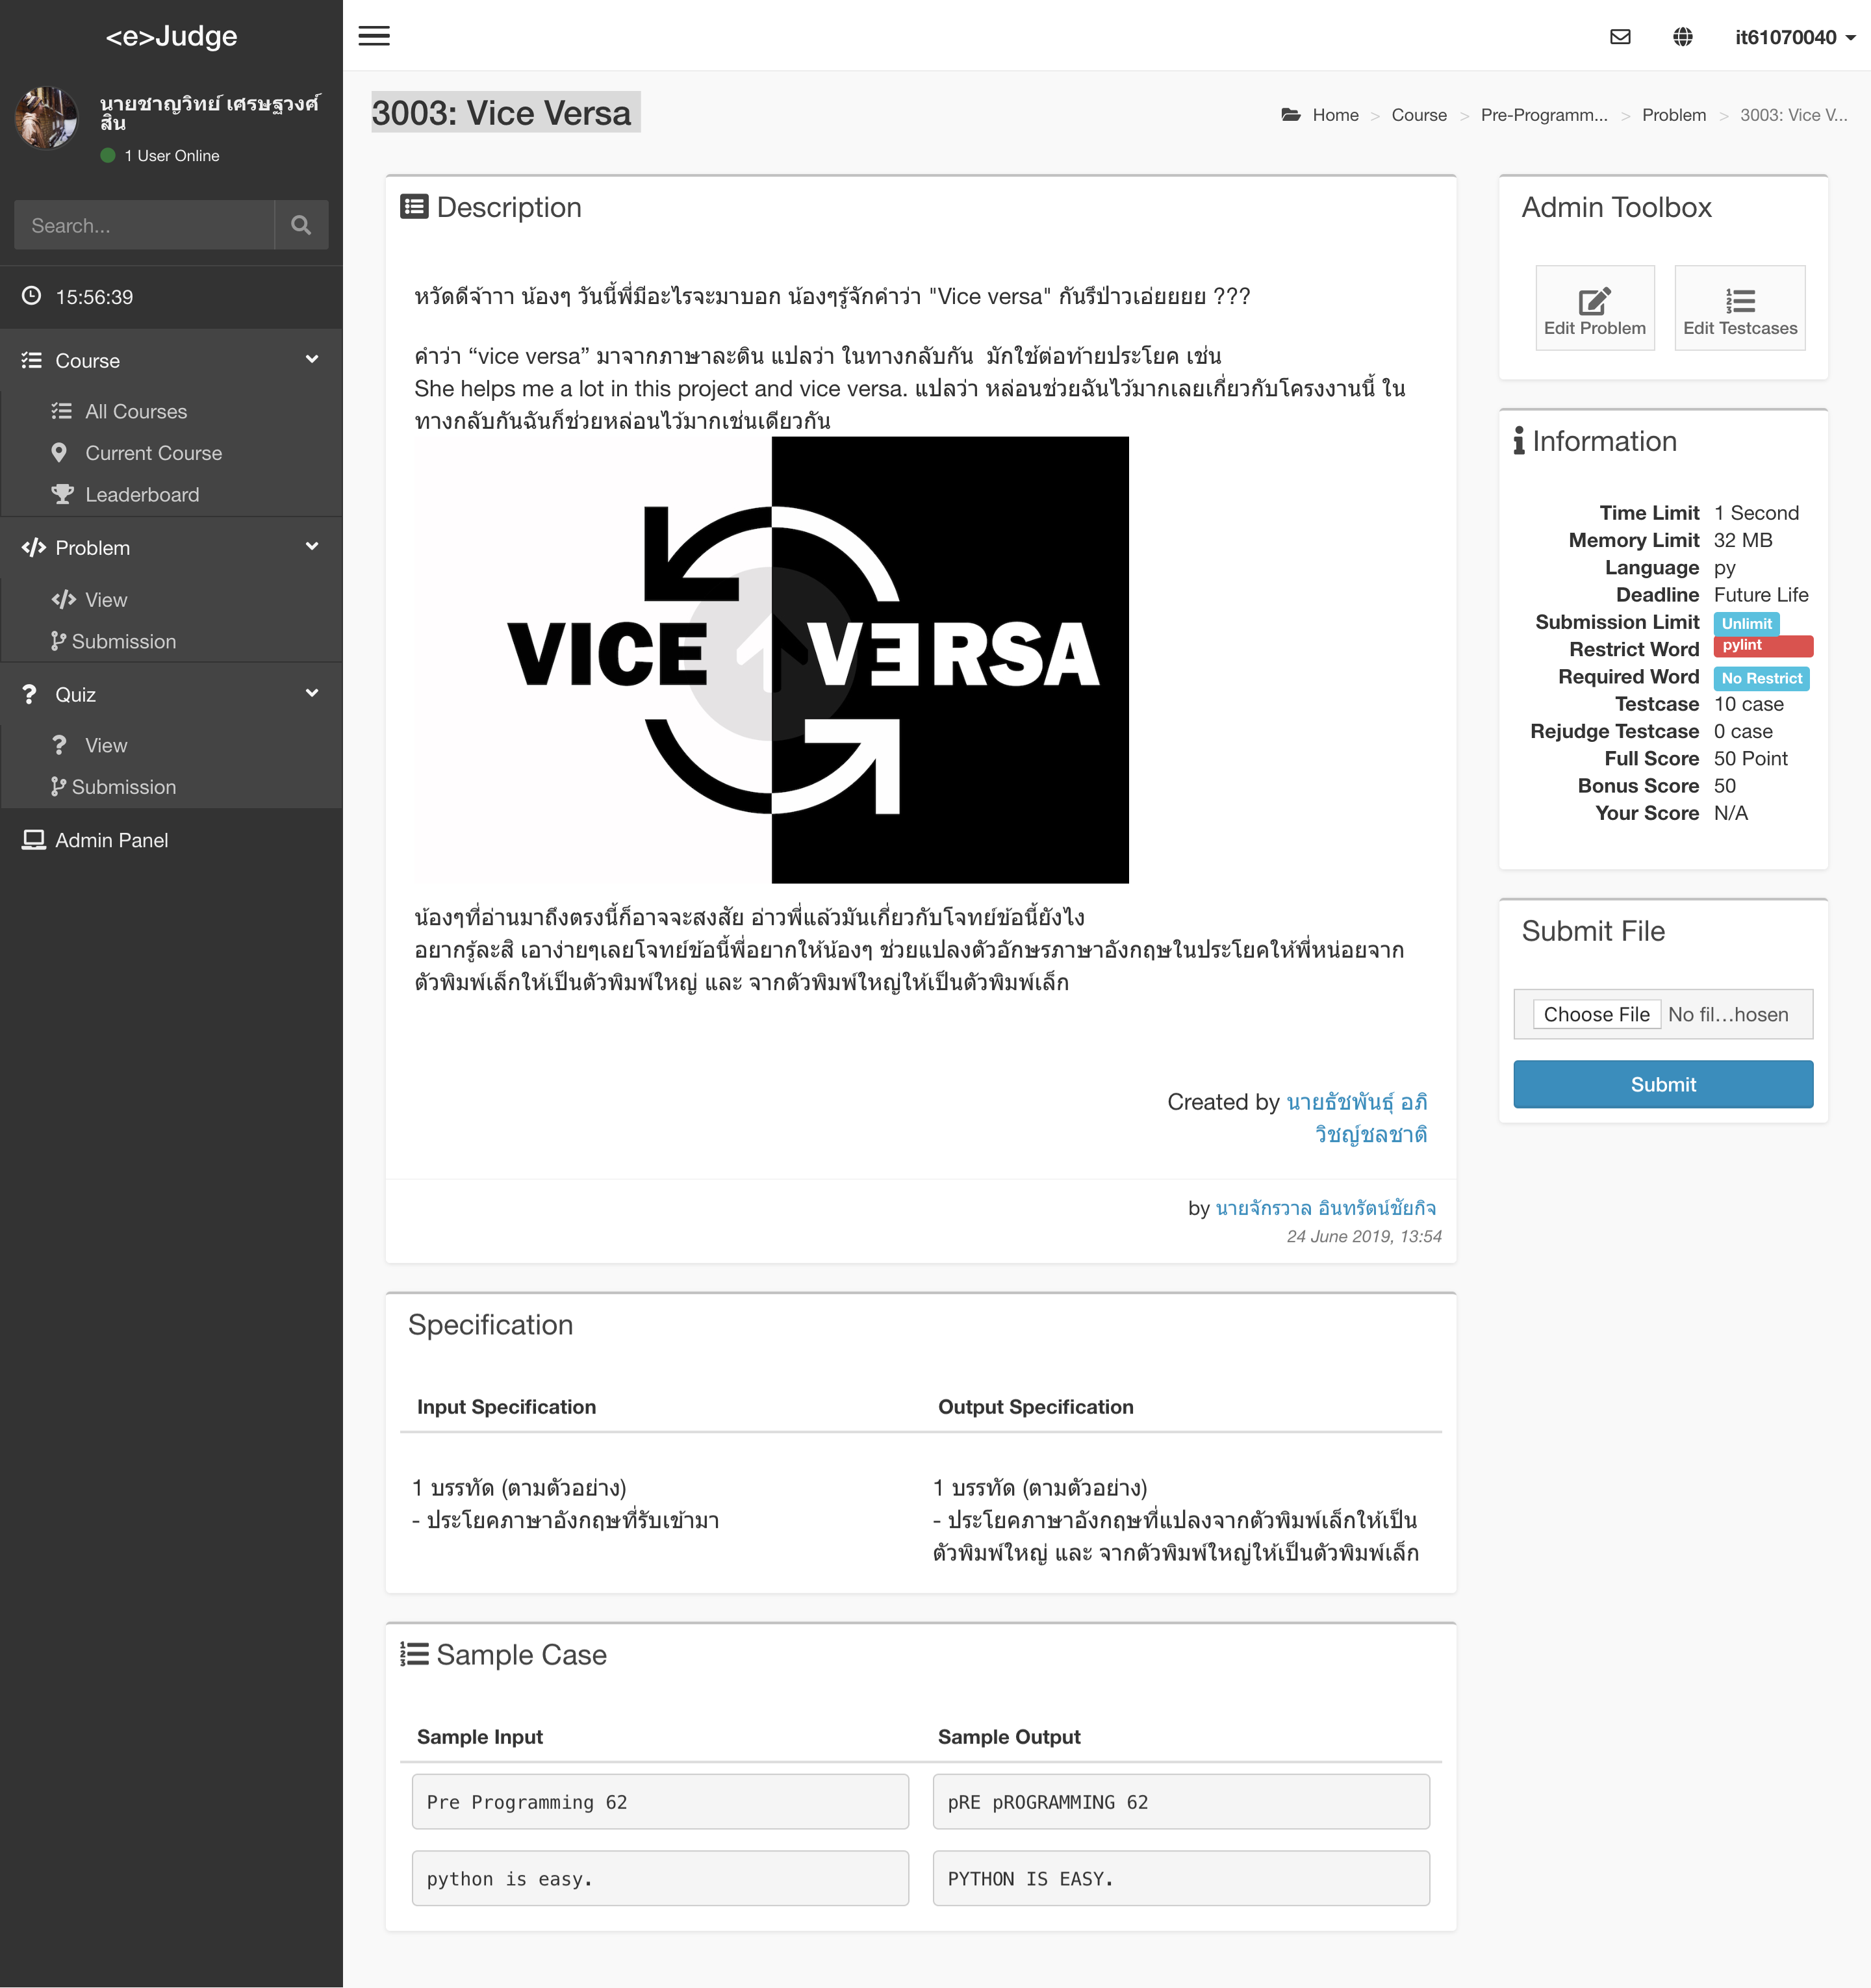 <e>Judge
it61070040
นายชาญวิทย์ เศรษฐวงศ์
สิน
1 User Online
Search...
15:56:39
Course
All Courses
Current Course
Leaderboard
Problem
View
Submission
Quiz
View
Submission
Admin Panel
3003: Vice Versa
Home > Course > Pre-Programm... > Problem > 3003: Vice V...
Description
หวัดดีจ้าาา น้องๆ วันนี้พี่มีอะไรจะมาบอก น้องๆรู้จักคำว่า "Vice versa" กันรึป่าวเอ่ยยยย ???
คำว่า “vice versa” มาจากภาษาละติน แปลว่า ในทางกลับกัน มักใช้ต่อท้ายประโยค เช่น
She helps me a lot in this project and vice versa. แปลว่า หล่อนช่วยฉันไว้มากเลยเกี่ยวกับโครงงานนี้ ใน
ทางกลับกันฉันก็ช่วยหล่อนไว้มากเช่นเดียวกัน
VICE VERSA
น้องๆที่อ่านมาถึงตรงนี้ก็อาจจะสงสัย อ่าวพี่แล้วมันเกี่ยวกับโจทย์ข้อนี้ยังไง
อยากรู้ละสิ เอาง่ายๆเลยโจทย์ข้อนี้พี่อยากให้น้องๆ ช่วยแปลงตัวอักษรภาษาอังกฤษในประโยคให้พี่หน่อยจาก
ตัวพิมพ์เล็กให้เป็นตัวพิมพ์ใหญ่ และ จากตัวพิมพ์ใหญ่ให้เป็นตัวพิมพ์เล็ก
Created by นายธัชพันธุ์ อภิ
วิชญ์ชลชาติ
by นายจักรวาล อินทรัตน์ชัยกิจ
24 June 2019, 13:54
Specification
Input Specification
Output Specification
1 บรรทัด (ตามตัวอย่าง)
- ประโยคภาษาอังกฤษที่รับเข้ามา
1 บรรทัด (ตามตัวอย่าง)
- ประโยคภาษาอังกฤษที่แปลงจากตัวพิมพ์เล็กให้เป็น
ตัวพิมพ์ใหญ่ และ จากตัวพิมพ์ใหญ่ให้เป็นตัวพิมพ์เล็ก
Sample Case
Sample Input
Sample Output
Pre Programming 62
pRE pROGRAMMING 62
python is easy.
PYTHON IS EASY.
Admin Toolbox
Edit Problem
Edit Testcases
Information
Time Limit 1 Second
Memory Limit 32 MB
Language py
Deadline Future Life
Submission Limit Unlimit
Restrict Word pylint
Required Word No Restrict
Testcase 10 case
Rejudge Testcase 0 case
Full Score 50 Point
Bonus Score 50
Your Score N/A
Submit File
Choose File No fil...hosen
Submit